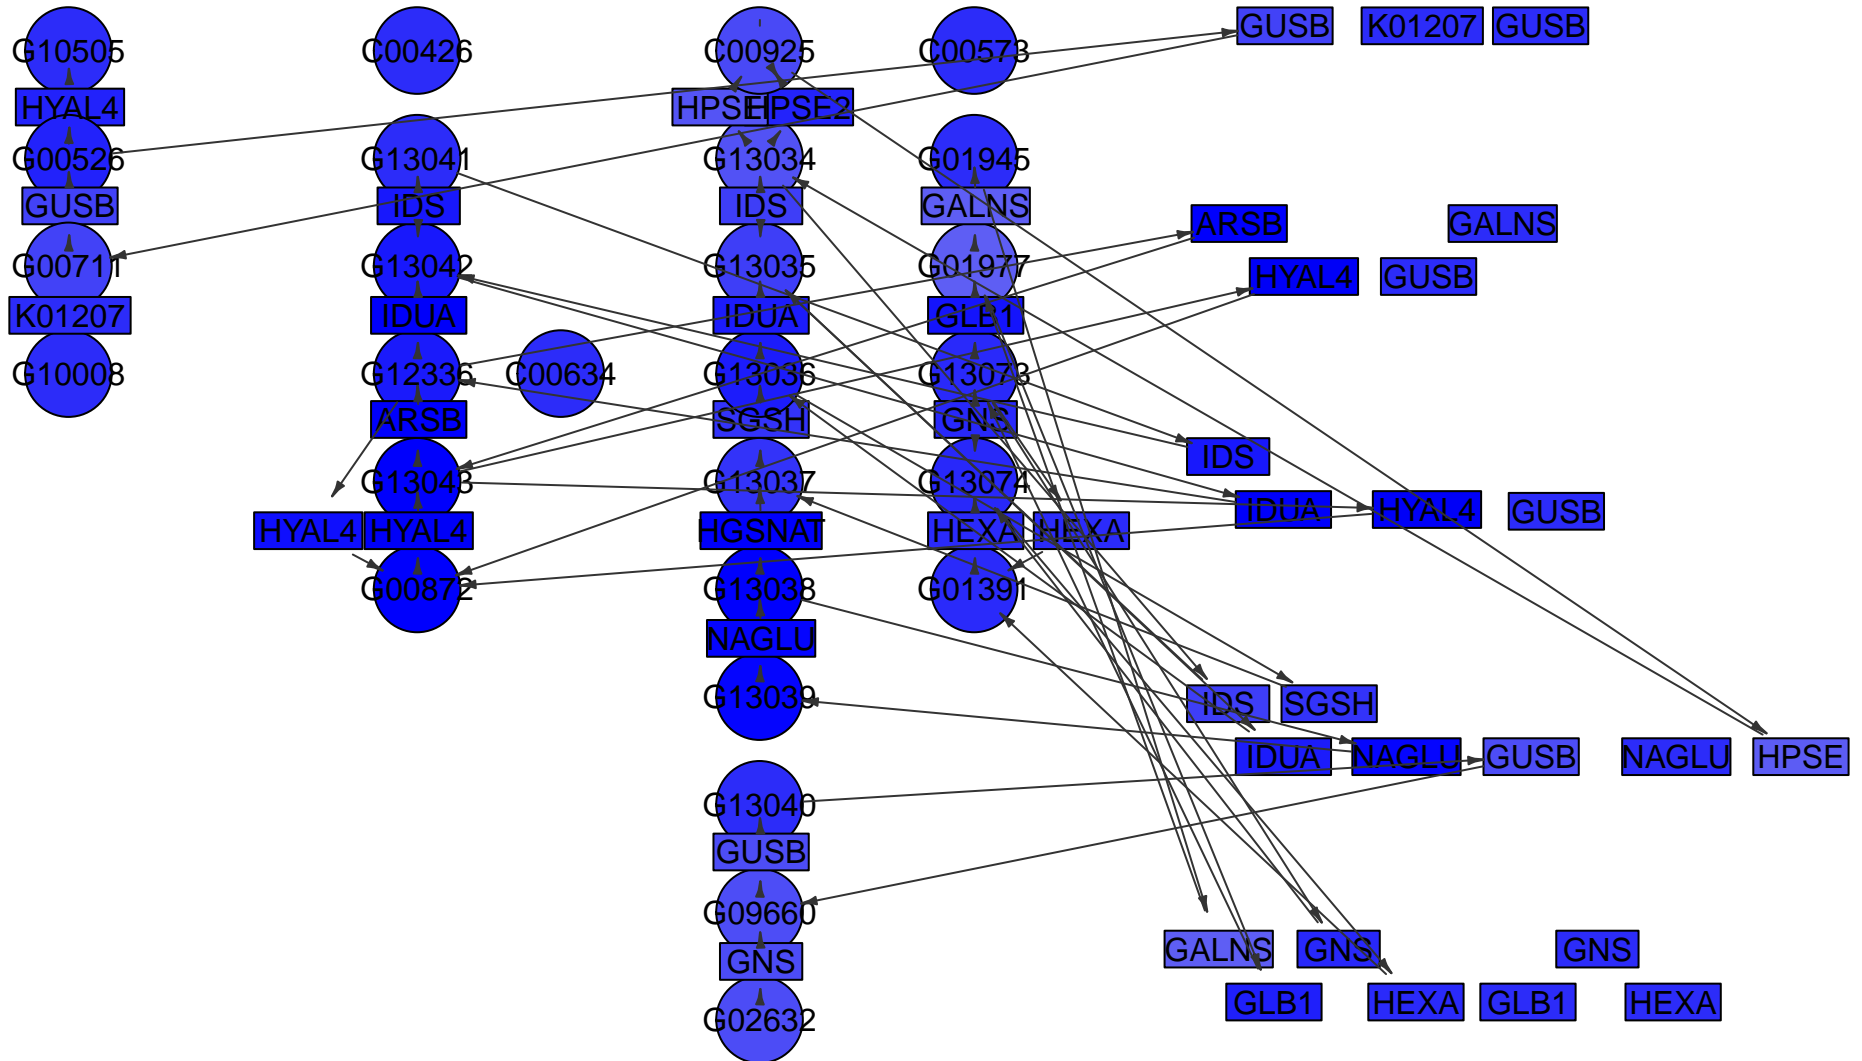 G10505 C00426 C00925 C00573 GUSB K01207 GUSB
HYAL4 HPSE HPSE2
G00526 G13041 G13034 G01945
GUSB IDS IDS GALNS ARSB GALNS
G00711 G13042 G13035 G01977 HYAL4 GUSB
K01207 IDUA IDUA GLB1
G10008 G12336 C00634 G13036 G13073
ARSB SGSH GNS IDS
G13043 G13037 G13074 IDUA HYAL4 GUSB
HYAL4 HYAL4 HGSNAT HEXA HEXA
G00872 G13038 G01391
NAGLU
G13039 IDS SGSH
IDUA NAGLU GUSB NAGLU HPSE
G13040
GUSB
G09660
GNS GALNS GNS GNS
G02632 GLB1 HEXA GLB1 HEXA